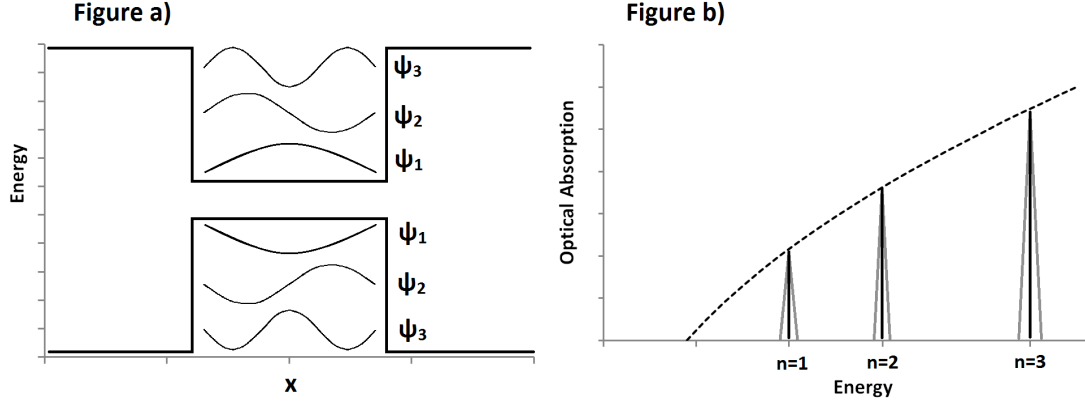 Figure a)
Energy
ψ3
ψ2
ψ1
ψ1
ψ2
ψ3
x
Figure b)
Optical Absorption
n=1
n=2
n=3
Energy